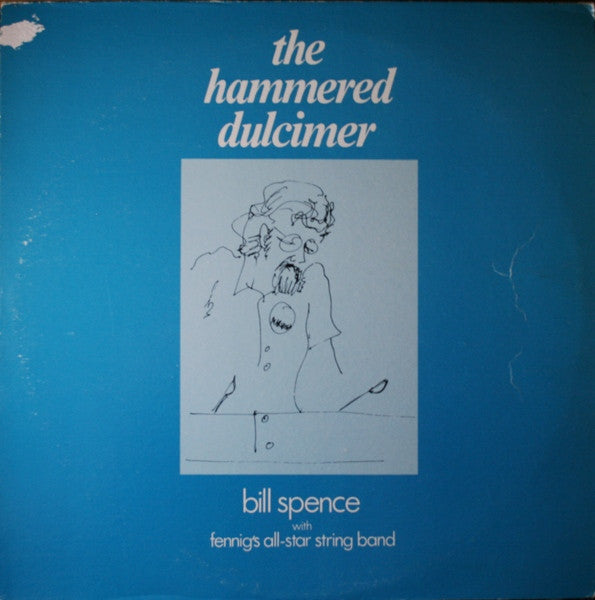 the
hammered
dulcimer
bill spence
with
fennig's all-star string band